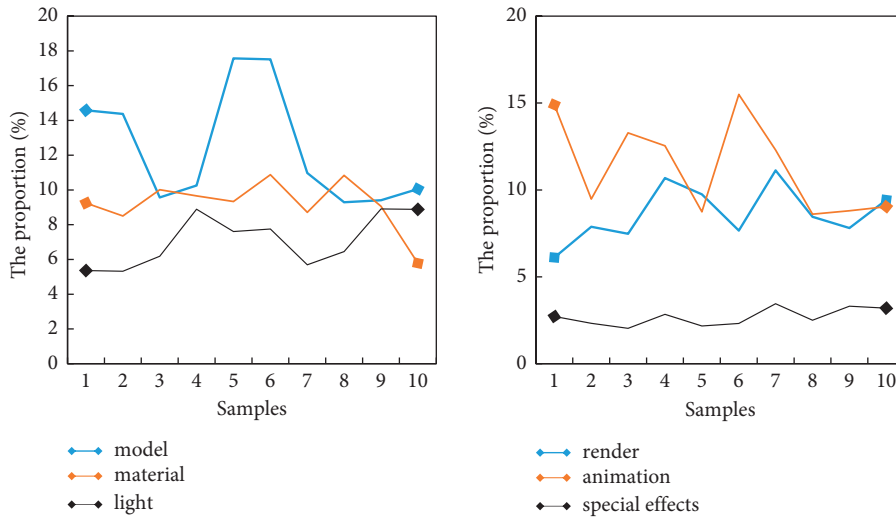 The proportion (%)
20
18
16
14
12
10
8
6
4
2
0
1 2 3 4 5 6 7 8 9 10
Samples
model
material
light
The proportion (%)
20
15
10
5
0
1 2 3 4 5 6 7 8 9 10
Samples
render
animation
special effects